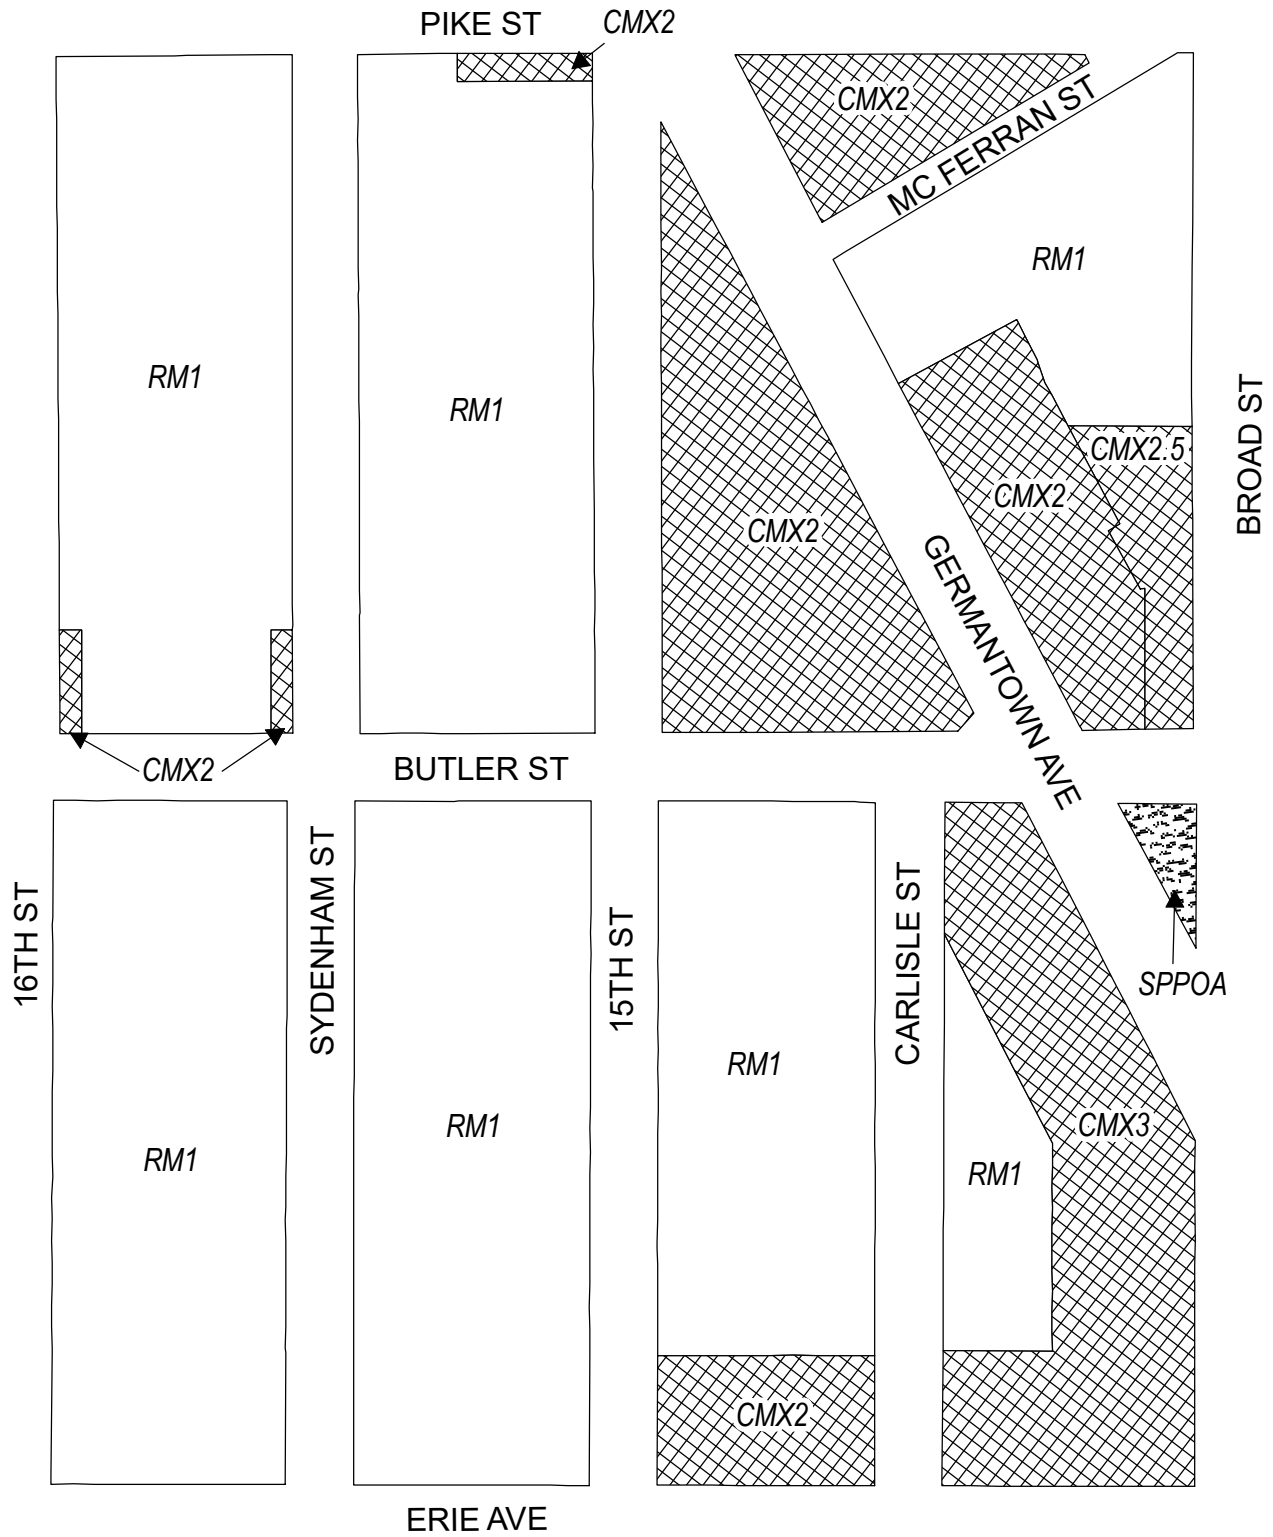 PIKE ST
CMX2
CMX2
MC FERRAN ST
RM1
RM1
RM1
BROAD ST
CMX2.5
CMX2
CMX2
GERMANTOWN AVE
CMX2
BUTLER ST
16TH ST
SYDENHAM ST
15TH ST
CARLISLE ST
SPPOA
RM1
RM1
RM1
CMX3
RM1
CMX2
ERIE AVE